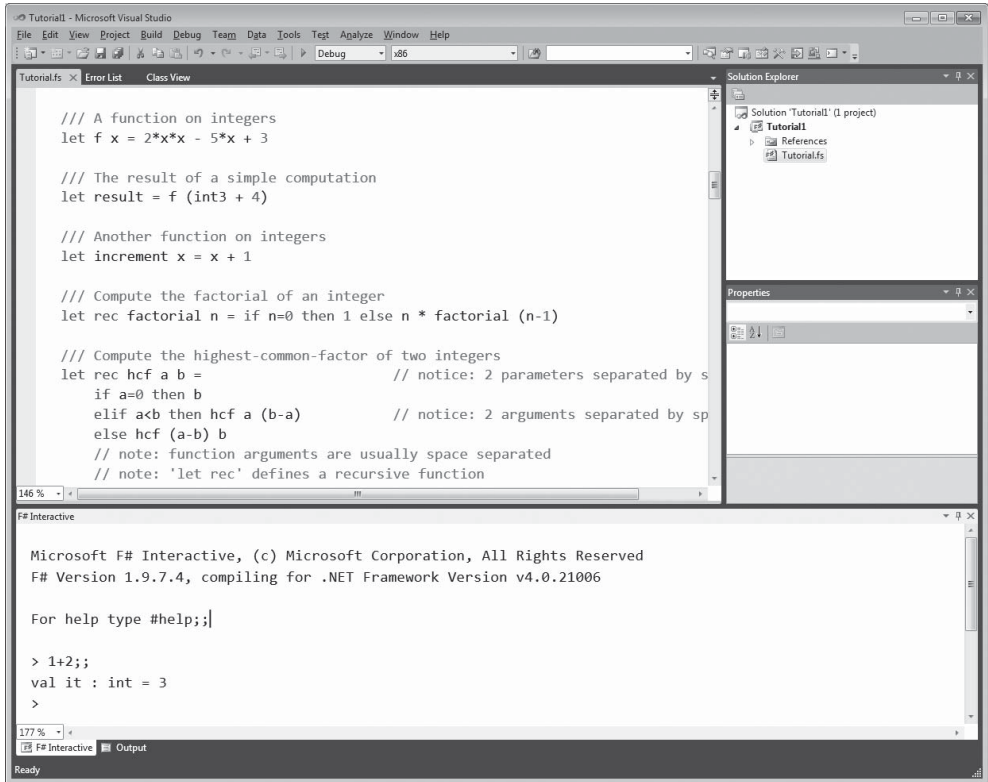 Tutorial1 - Microsoft Visual Studio
File Edit View Project Build Debug Team Data Tools Test Analyze Window Help
Debug x86
Tutorial.fs Error List Class View
/// A function on integers
let f x = 2*x*x - 5*x + 3
/// The result of a simple computation
let result = f (int3 + 4)
/// Another function on integers
let increment x = x + 1
/// Compute the factorial of an integer
let rec factorial n = if n=0 then 1 else n * factorial (n-1)
/// Compute the highest-common-factor of two integers
let rec hcf a b = // notice: 2 parameters separated by s
if a=0 then b
elif a<b then hcf a (b-a) // notice: 2 arguments separated by sp
else hcf (a-b) b
// note: function arguments are usually space separated
// note: 'let rec' defines a recursive function
146 %
Solution Explorer
Solution 'Tutorial1' (1 project)
Tutorial1
References
Tutorial.fs
Properties
F# Interactive
Microsoft F# Interactive, (c) Microsoft Corporation, All Rights Reserved
F# Version 1.9.7.4, compiling for .NET Framework Version v4.0.21006
For help type #help;;
> 1+2;;
val it : int = 3
>
177 %
F# Interactive Output
Ready